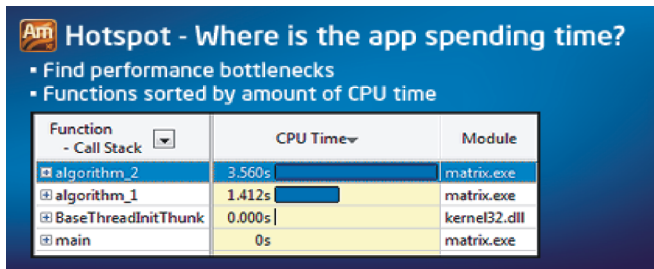 Am Hotspot - Where is the app spending time?
▪ Find performance bottlenecks
▪ Functions sorted by amount of CPU time
Function
- Call Stack
CPU Time
Module
algorithm_2 3.560s matrix.exe
algorithm_1 1.412s matrix.exe
BaseThreadInitThunk 0.000s kernel32.dll
main 0s matrix.exe